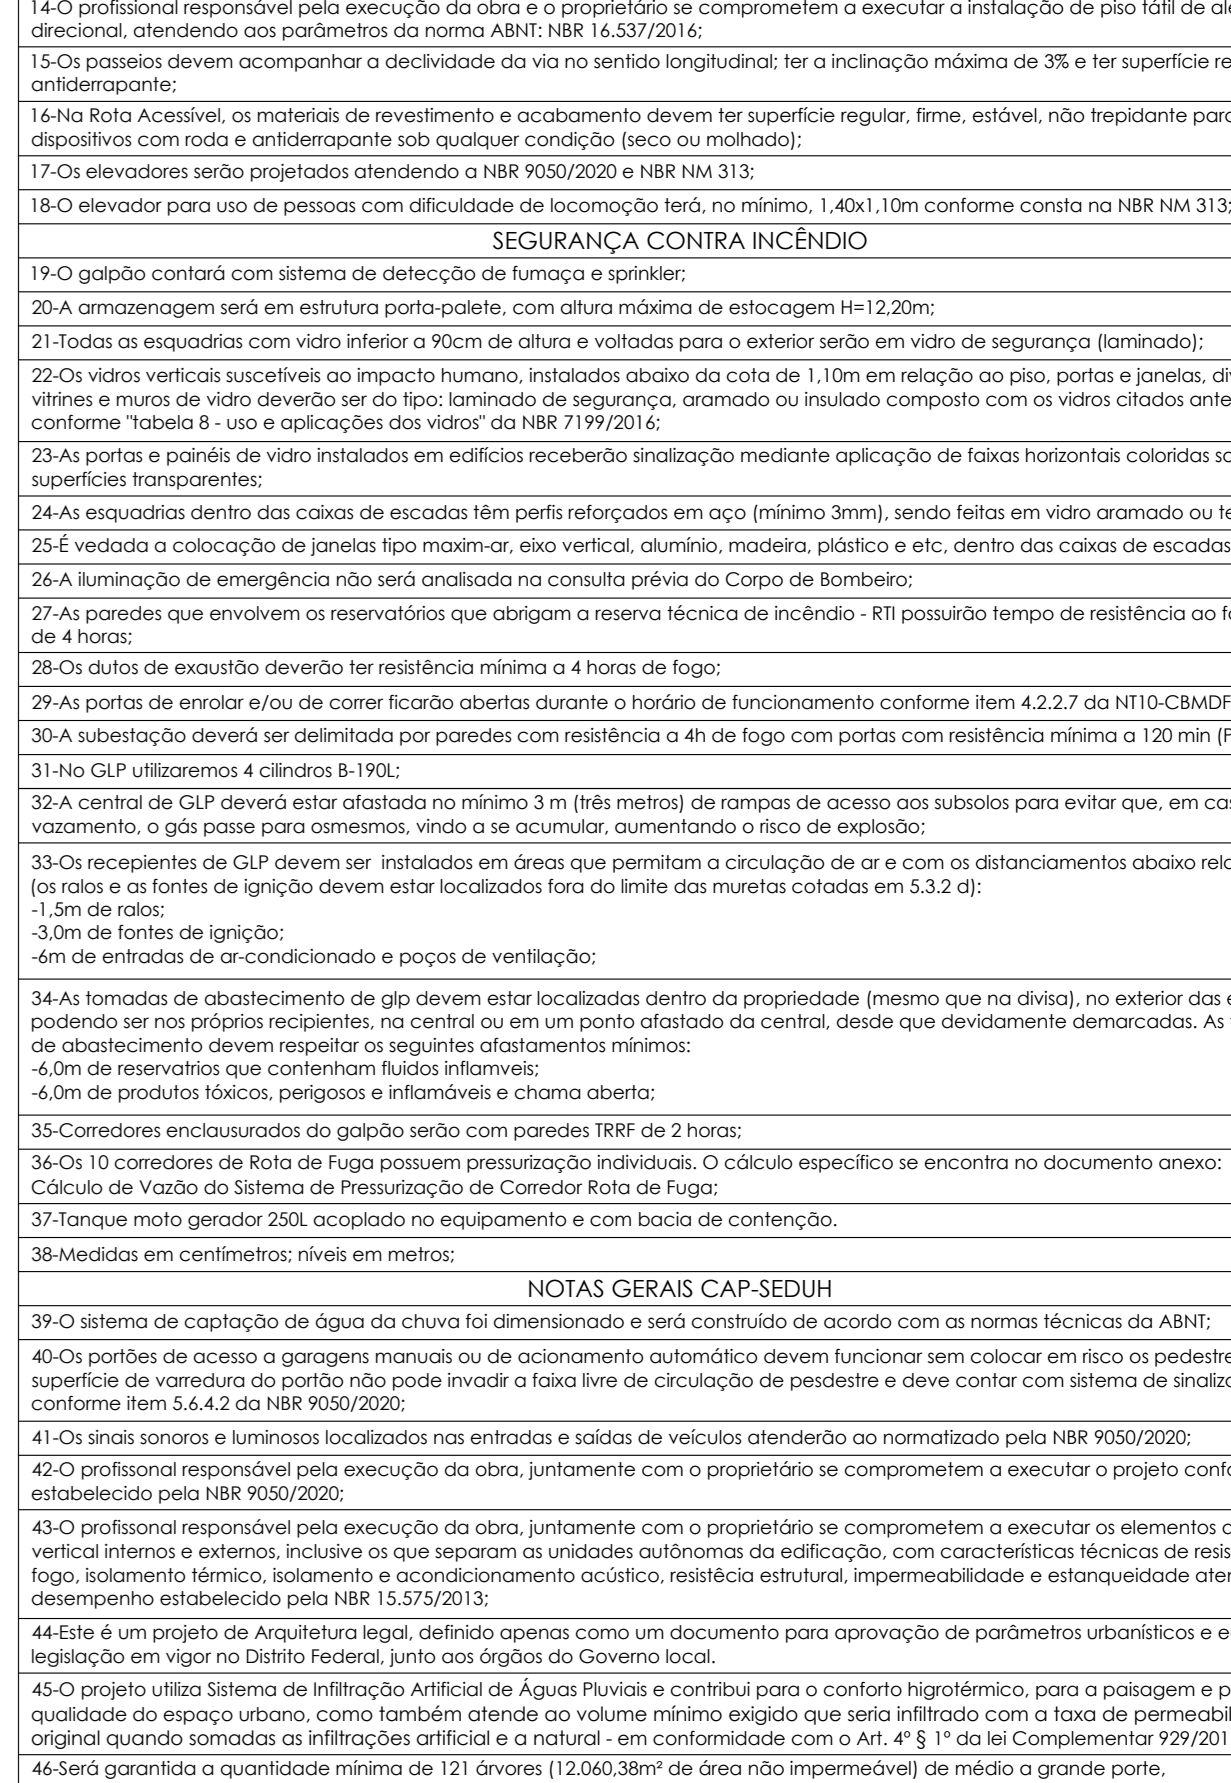 14-O profissional responsável pela execução da obra e o proprietário se comprometem a executar a instalação de piso tátil de
direcional, atendendo aos parâmetros da norma ABNT: NBR 16.537/2016;
15-Os passeios devem acompanhar a declividade da via no sentido longitudinal; ter a inclinação máxima de 3% e ter superfície
antiderrapante;
16-Na Rota Acessível, os materiais de revestimento e acabamento devem ter superfície regular, firme, estável, não trepidante
dispositivos com roda e antiderrapante sob qualquer condição (seco ou molhado);
17-Os elevadores serão projetados atendendo a NBR 9050/2020 e NBR NM 313;
18-O elevador para uso de pessoas com dificuldade de locomoção terá, no mínimo, 1,40x1,10m conforme consta na NBR NM 313;
SEGURANÇA CONTRA INCÊNDIO
19-O galpão contará com sistema de detecção de fumaça e sprinkler;
20-A armazenagem será em estrutura porta-palete, com altura máxima de estocagem H=12,20m;
21-Todas as esquadrias com vidro inferior a 90cm de altura e voltadas para o exterior serão em vidro de segurança (laminado);
22-Os vidros verticais suscetíveis ao impacto humano, instalados abaixo da cota de 1,10m em relação ao piso, portas e janelas,
vitrines e muros de vidro deverão ser do tipo: laminado de segurança, aramado ou insulado composto com os vidros citados
conforme "tabela 8 - uso e aplicações dos vidros" da NBR 7199/2016;
23-As portas e painéis de vidro instalados em edifícios receberão sinalização mediante aplicação de faixas horizontais coloridas
superfícies transparentes;
24-As esquadrias dentro das caixas de escadas têm perfis reforçados em aço (mínimo 3mm), sendo feitas em vidro aramado ou
25-É vedada a colocação de janelas tipo maxim-ar, eixo vertical, alumínio, madeira, plástico e etc, dentro das caixas de escadas
26-A iluminação de emergência não será analisada na consulta prévia do Corpo de Bombeiro;
27-As paredes que envolvem os reservatórios que abrigam a reserva técnica de incêndio - RTI possuirão tempo de resistência ao
de 4 horas;
28-Os dutos de exaustão deverão ter resistência mínima a 4 horas de fogo;
29-As portas de enrolar e/ou de correr ficarão abertas durante o horário de funcionamento conforme item 4.2.2.7 da NT10-CBMDF
30-A subestação deverá ser delimitada por paredes com resistência a 4h de fogo com portas com resistência mínima a 120 min
31-No GLP utilizaremos 4 cilindros B-190L;
32-A central de GLP deverá estar afastada no mínimo 3 m (três metros) de rampas de acesso aos subsolos para evitar que, em
vazamento, o gás passe para osmesmos, vindo a se acumular, aumentando o risco de explosão;
33-Os recepientes de GLP devem ser instalados em áreas que permitam a circulação de ar e com os distanciamentos abaixo
(os ralos e as fontes de ignição devem estar localizados fora do limite das muretas cotadas em 5.3.2 d):
-1,5m de ralos;
-3,0m de fontes de ignição;
-6m de entradas de ar-condicionado e poços de ventilação;
34-As tomadas de abastecimento de glp devem estar localizadas dentro da propriedade (mesmo que na divisa), no exterior das
podendo ser nos próprios recipientes, na central ou em um ponto afastado da central, desde que devidamente demarcadas. As
de abastecimento devem respeitar os seguintes afastamentos mínimos:
-6,0m de reservatrios que contenham fluidos inflamveis;
-6,0m de produtos tóxicos, perigosos e inflamáveis e chama aberta;
35-Corredores enclausurados do galpão serão com paredes TRRF de 2 horas;
36-Os 10 corredores de Rota de Fuga possuem pressurização individuais. O cálculo específico se encontra no documento anexo:
Cálculo de Vazão do Sistema de Pressurização de Corredor Rota de Fuga;
37-Tanque moto gerador 250L acoplado no equipamento e com bacia de contenção.
38-Medidas em centímetros; níveis em metros;
NOTAS GERAIS CAP-SEDUH
39-O sistema de captação de água da chuva foi dimensionado e será construído de acordo com as normas técnicas da ABNT;
40-Os portões de acesso a garagens manuais ou de acionamento automático devem funcionar sem colocar em risco os
superfície de varredura do portão não pode invadir a faixa livre de circulação de pesdestre e deve contar com sistema de
conforme item 5.6.4.2 da NBR 9050/2020;
41-Os sinais sonoros e luminosos localizados nas entradas e saídas de veículos atenderão ao normatizado pela NBR 9050/2020;
42-O profissonal responsável pela execução da obra, juntamente com o proprietário se comprometem a executar o projeto
estabelecido pela NBR 9050/2020;
43-O profissonal responsável pela execução da obra, juntamente com o proprietário se comprometem a executar os elementos
vertical internos e externos, inclusive os que separam as unidades autônomas da edificação, com características técnicas de
fogo, isolamento térmico, isolamento e acondicionamento acústico, resistêcia estrutural, impermeabilidade e estanqueidade
desempenho estabelecido pela NBR 15.575/2013;
44-Este é um projeto de Arquitetura legal, definido apenas como um documento para aprovação de parâmetros urbanísticos e
legislação em vigor no Distrito Federal, junto aos órgãos do Governo local.
45-O projeto utiliza Sistema de Infiltração Artificial de Águas Pluviais e contribui para o conforto higrotérmico, para a paisagem e
qualidade do espaço urbano, como também atende ao volume mínimo exigido que seria infiltrado com a taxa de
original quando somadas as infiltrações artificial e a natural - em conformidade com o Art. 4º § 1º da lei Complementar
46-Será garantida a quantidade mínima de 121 árvores (12.060,38m² de área não impermeável) de médio a grande porte,